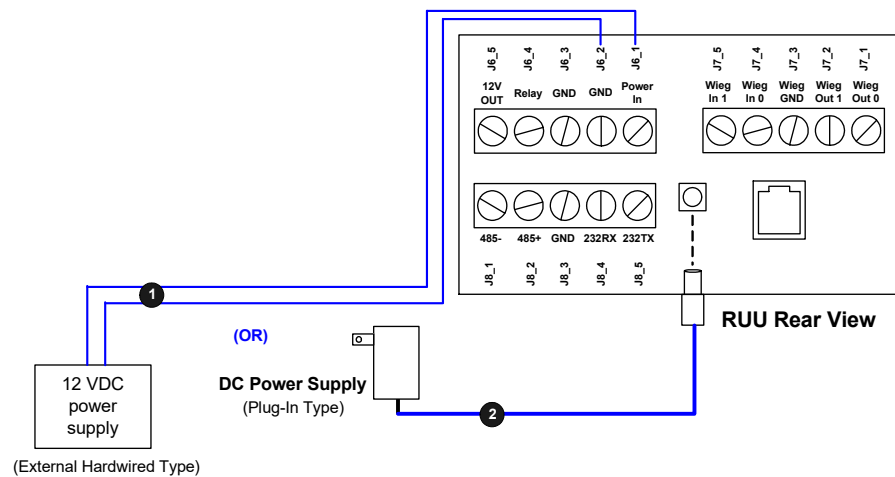 J6_5 J6_4 J6_3 J6_2 J6_1 J7_5 J7_4 J7_3 J7_2 J7_1
12V OUT Relay GND GND Power In Wieg In 1 Wieg In 0 Wieg GND Wieg Out 1 Wieg Out 0
485- 485+ GND 232RX 232TX
J8_1 J8_2 J8_3 J8_4 J8_5
1
RUU Rear View
(OR)
DC Power Supply
(Plug-In Type)
2
12 VDC
power
supply
(External Hardwired Type)